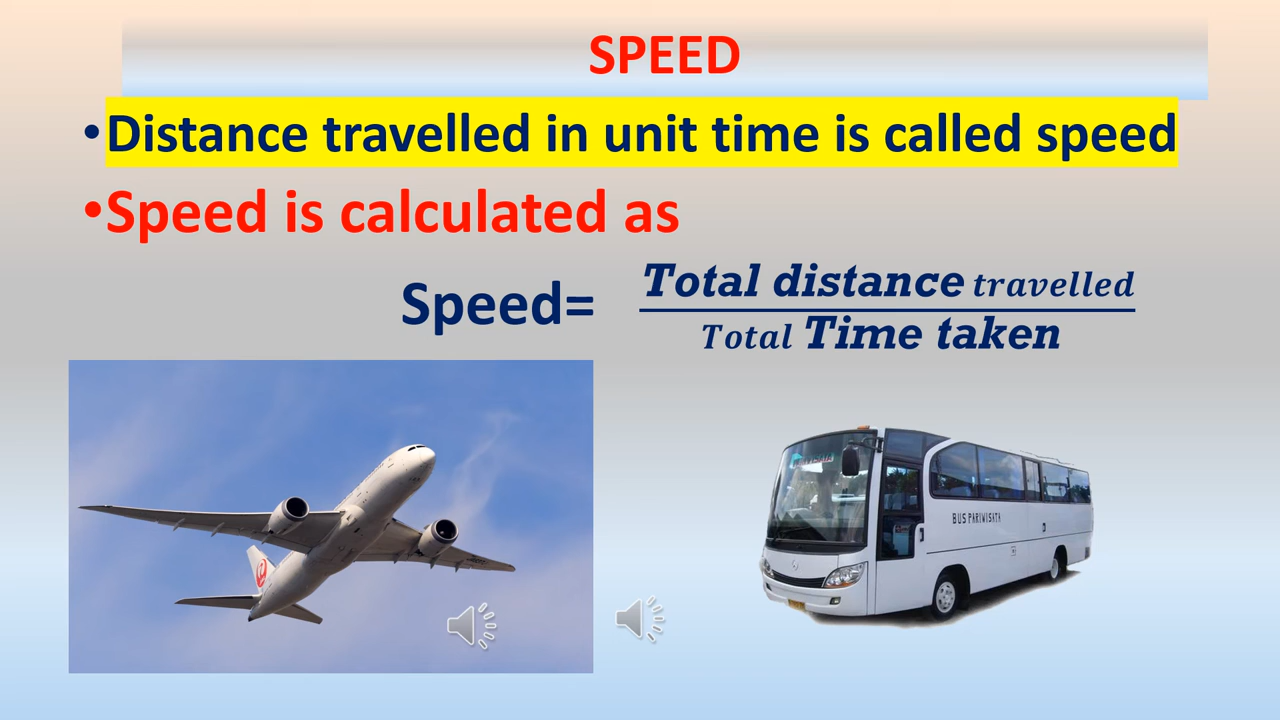 SPEED
•Distance travelled in unit time is called speed
•Speed is calculated as
Speed= Total distance travelled
Total Time taken
BUS PARIWISATA